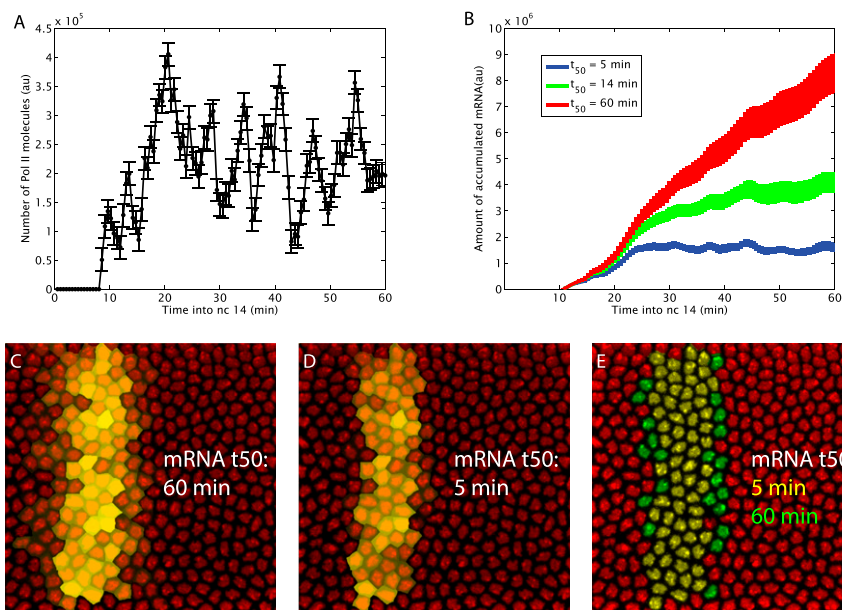 A
x 10⁵
4.5
4
3.5
3
2.5
2
1.5
1
0.5
0
0 10 20 30 40 50 60
Number of Pol II molecules (au)
Time into nc 14 (min)
B
x 10⁶
10
9
8
7
6
5
4
3
2
1
0
10 20 30 40 50 60
Amount of accumulated mRNA(au)
Time into nc 14 (min)
t₅₀ = 5 min
t₅₀ = 14 min
t₅₀ = 60 min
C
mRNA t50:
60 min
D
mRNA t50:
5 min
E
mRNA t50
5 min
60 min